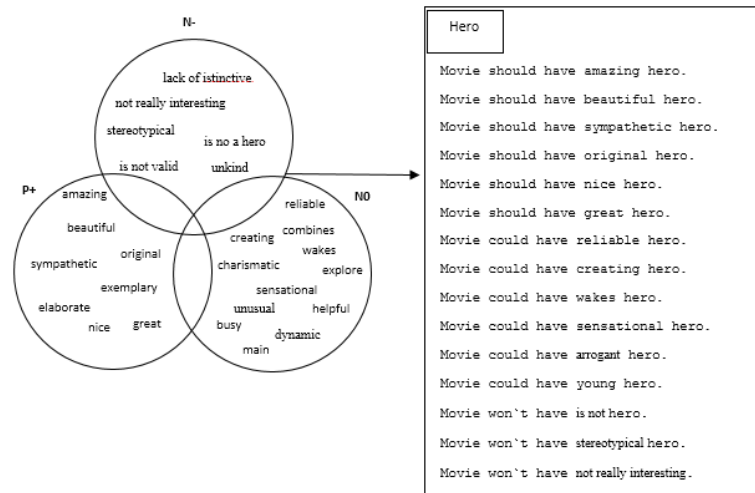 N-
lack of istinctive
not really interesting
stereotypical
is no a hero
is not valid
unkind
P+
amazing
beautiful
original
sympathetic
exemplary
elaborate
nice
great
N0
reliable
combines
creating
wakes
charismatic
explore
sensational
unusual
helpful
busy
dynamic
main
Hero
Movie should have amazing hero.
Movie should have beautiful hero.
Movie should have sympathetic hero.
Movie should have original hero.
Movie should have nice hero.
Movie should have great hero.
Movie could have reliable hero.
Movie could have creating hero.
Movie could have wakes hero.
Movie could have sensational hero.
Movie could have arrogant hero.
Movie could have young hero.
Movie won`t have is not hero.
Movie won`t have stereotypical hero.
Movie won`t have not really interesting.